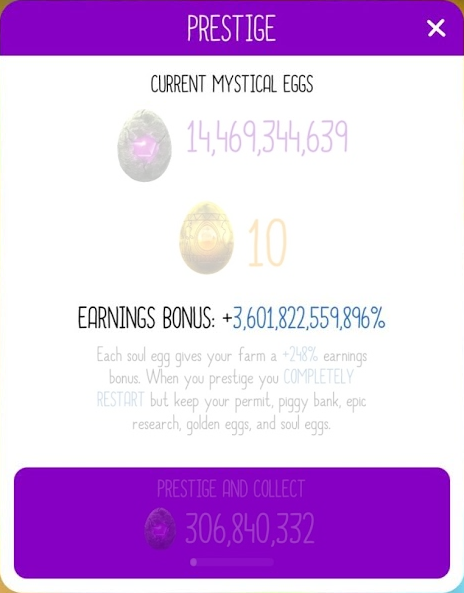 PRESTIGE
CURRENT MYSTICAL EGGS
14,469,344,639
10
EARNINGS BONUS: +3,601,822,559,896%
Each soul egg gives your farm a +248% earnings
bonus. When you prestige you COMPLETELY
RESTART but keep your permit, piggy bank, epic
research, golden eggs, and soul eggs.
PRESTIGE AND COLLECT
306,840,332